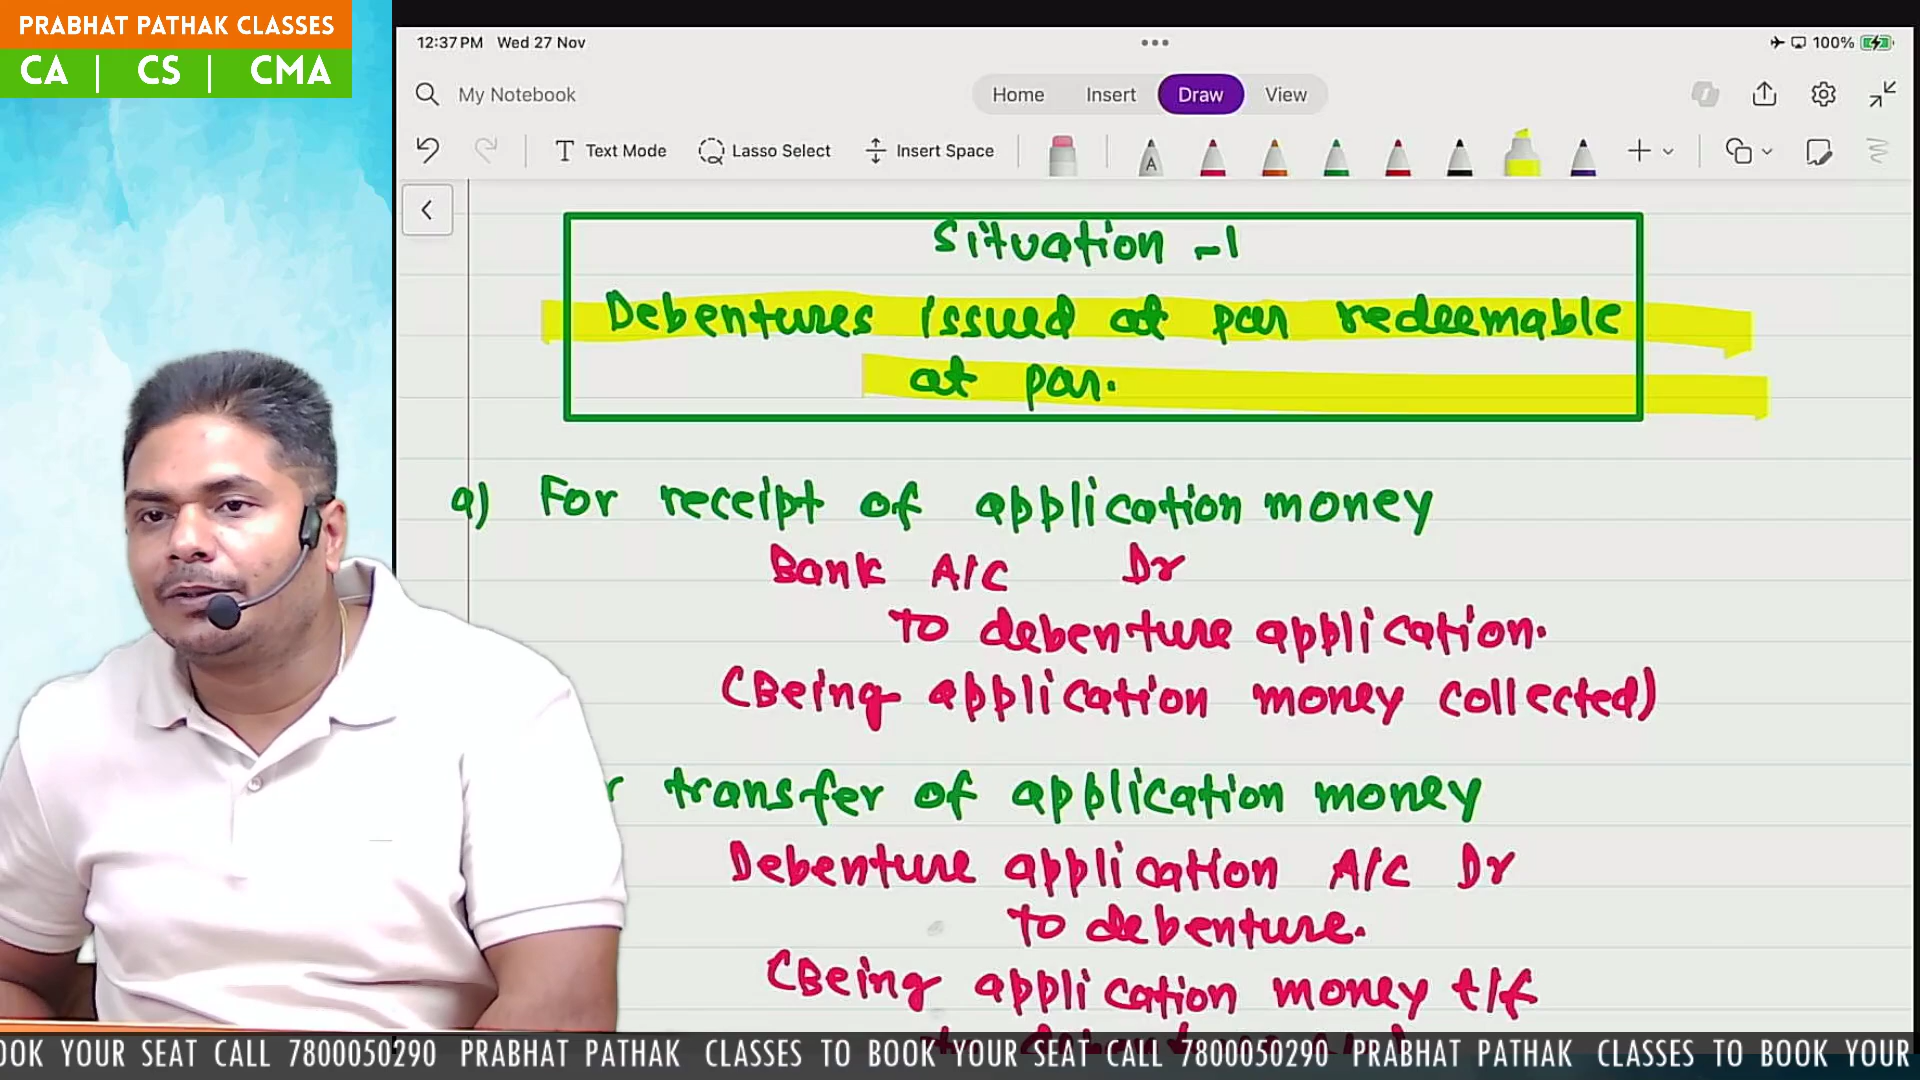 PRABHAT PATHAK CLASSES
CA | CS | CMA
12:37 PM Wed 27 Nov
100%
My Notebook
Home Insert Draw View
Text Mode Lasso Select Insert Space
A
Situation -1
Debentures issued at par redeemable
at par.
a) For receipt of application money
Bank A/C Dr
To debenture application.
(Being application money collected)
transfer of application money
Debenture application A/C Dr
To debenture.
(Being application money t/f
OOK YOUR SEAT CALL 7800050290 PRABHAT PATHAK CLASSES TO BOOK YOUR SEAT CALL 7800050290 PRABHAT PATHAK CLASSES TO BOOK YOUR